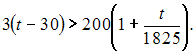 3(t − 30) > 200(1 + t/1825).